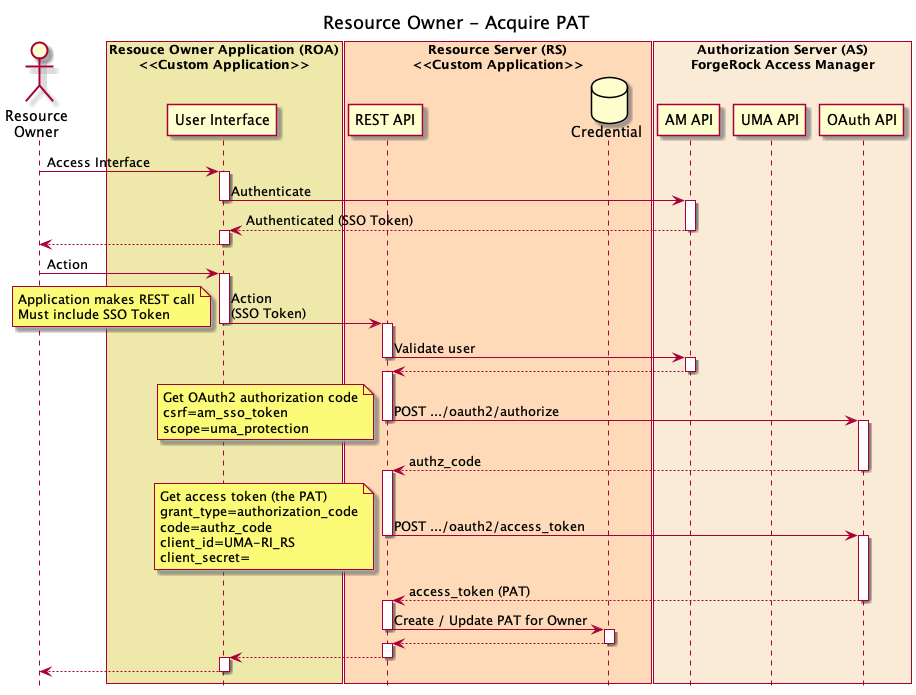 Resource Owner - Acquire PAT
Resouce Owner Application (ROA)
<<Custom Application>>
Resource Server (RS)
<<Custom Application>>
Authorization Server (AS)
ForgeRock Access Manager
Resource
Owner
User Interface
REST API
Credential
AM API
UMA API
OAuth API
Access Interface
Authenticate
Authenticated (SSO Token)
Action
Application makes REST call
Must include SSO Token
Action
(SSO Token)
Validate user
Get OAuth2 authorization code
csrf=am_sso_token
scope=uma_protection
POST .../oauth2/authorize
authz_code
Get access token (the PAT)
grant_type=authorization_code
code=authz_code
client_id=UMA-RI_RS
client_secret=
POST .../oauth2/access_token
access_token (PAT)
Create / Update PAT for Owner